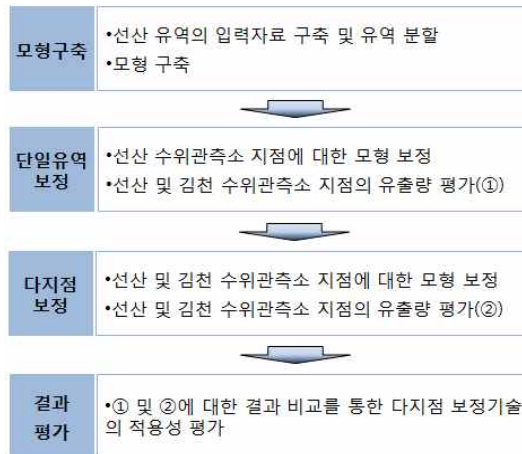 모형구축
•선산 유역의 입력자료 구축 및 유역 분할
•모형 구축
단일유역
보정
•선산 수위관측소 지점에 대한 모형 보정
•선산 및 김천 수위관측소 지점의 유출량 평가(①)
다지점
보정
•선산 및 김천 수위관측소 지점에 대한 모형 보정
•선산 및 김천 수위관측소 지점의 유출량 평가(②)
결과
평가
•① 및 ②에 대한 결과 비교를 통한 다지점 보정기술
의 적용성 평가